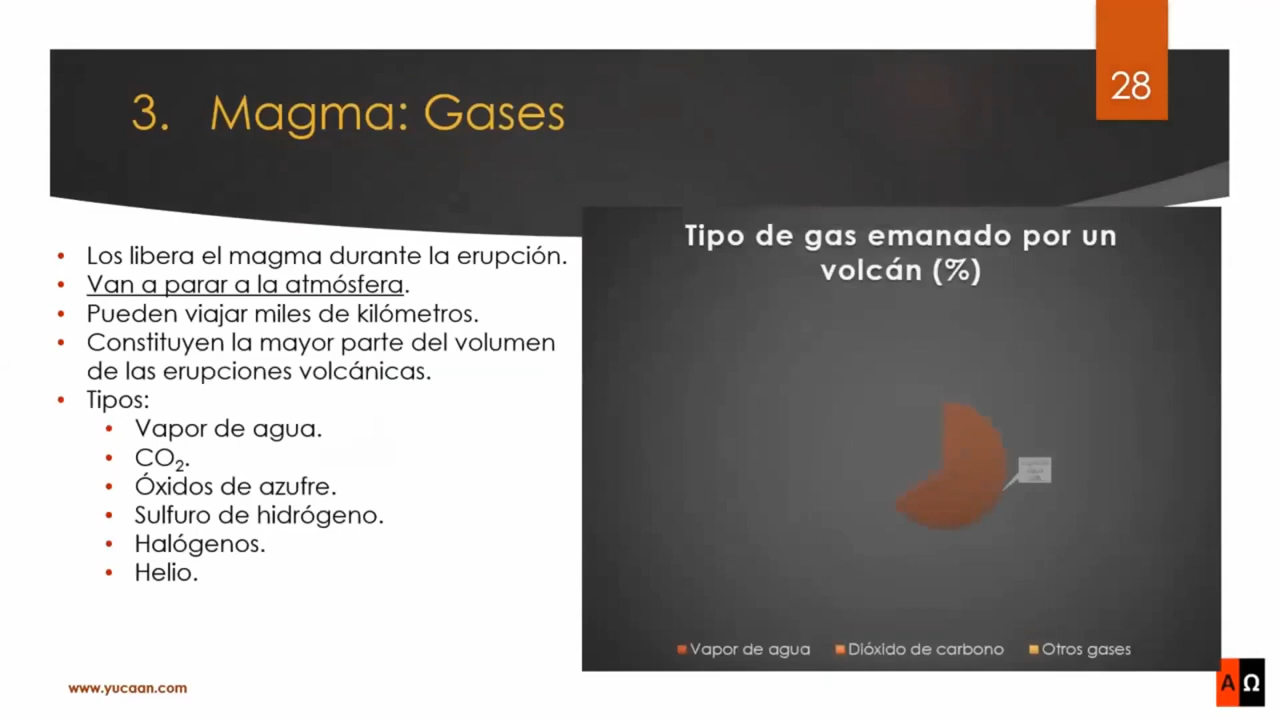 28
3. Magma: Gases
• Los libera el magma durante la erupción.
• Van a parar a la atmósfera.
• Pueden viajar miles de kilómetros.
• Constituyen la mayor parte del volumen
de las erupciones volcánicas.
• Tipos:
• Vapor de agua.
• CO₂.
• Óxidos de azufre.
• Sulfuro de hidrógeno.
• Halógenos.
• Helio.
Tipo de gas emanado por un
volcán (%)
Vapor de agua Dióxido de carbono Otros gases
www.yucaan.com
ΑΩ